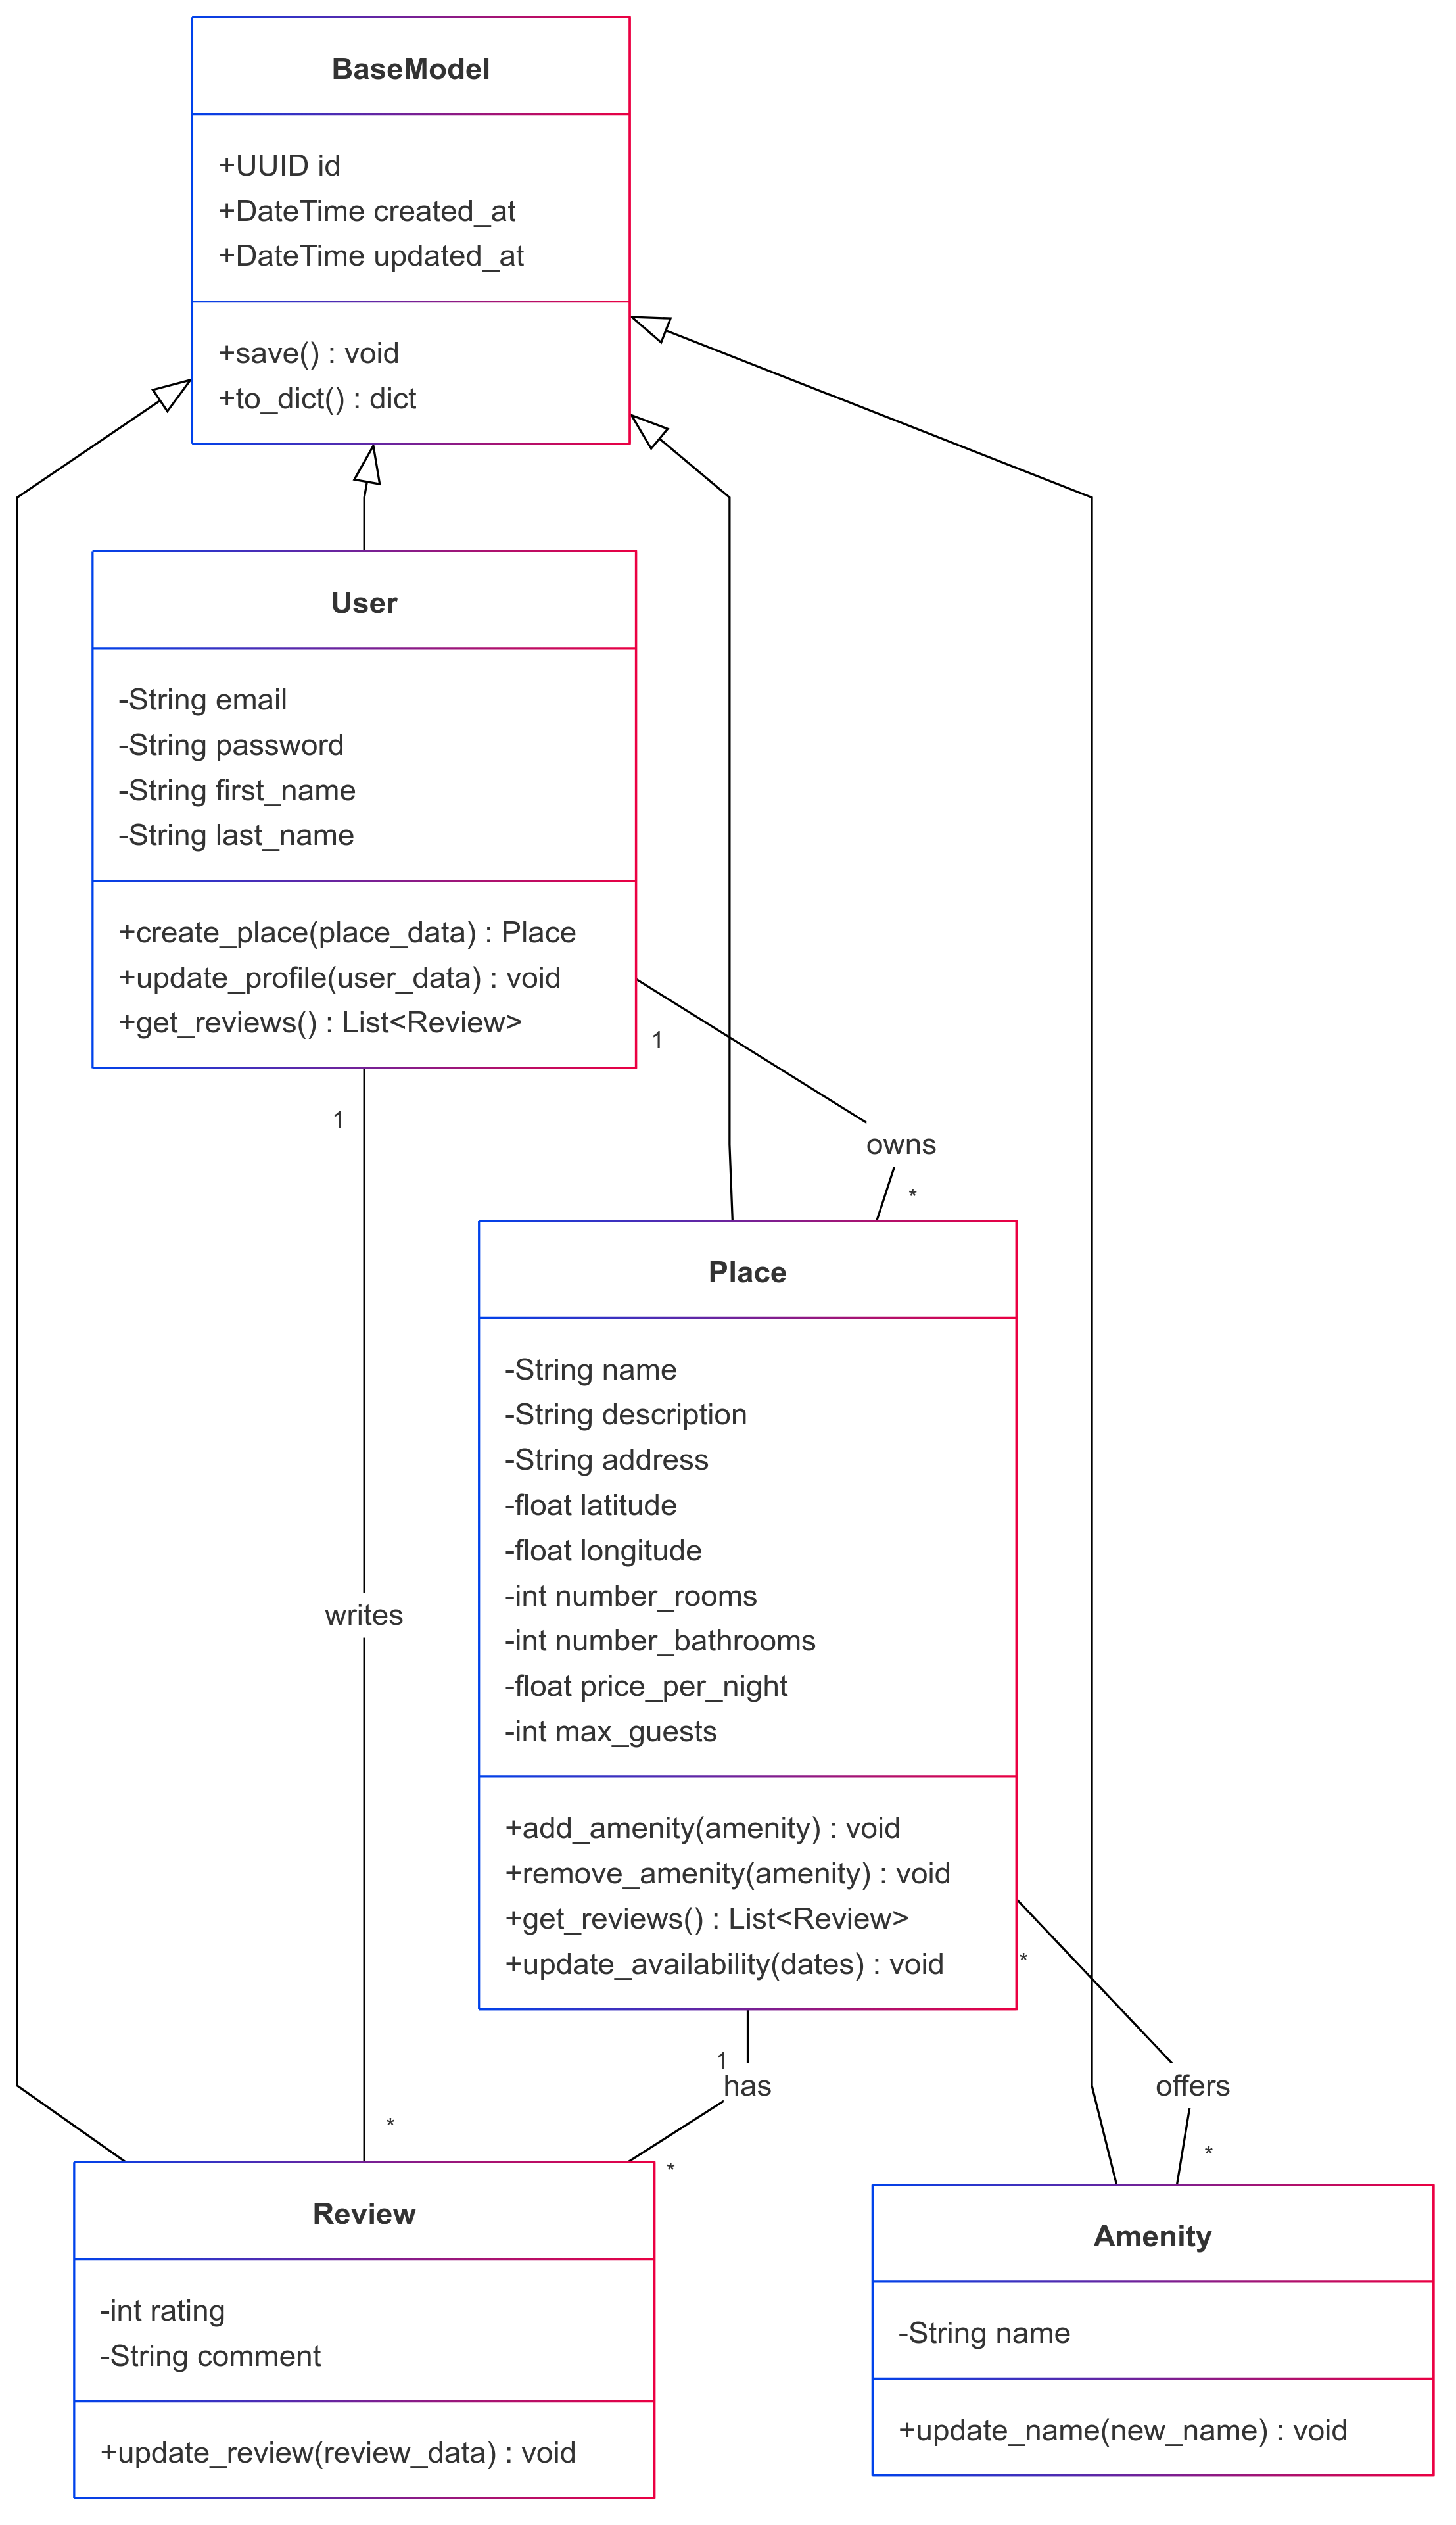 BaseModel
+UUID id
+DateTime created_at
+DateTime updated_at
+save() : void
+to_dict() : dict
User
-String email
-String password
-String first_name
-String last_name
+create_place(place_data) : Place
+update_profile(user_data) : void
+get_reviews() : List<Review>
1
1
owns
*
Place
-String name
-String description
-String address
-float latitude
-float longitude
-int number_rooms
-int number_bathrooms
-float price_per_night
-int max_guests
+add_amenity(amenity) : void
+remove_amenity(amenity) : void
+get_reviews() : List<Review>
+update_availability(dates) : void
writes
*
1
has
*
*
offers
*
Review
-int rating
-String comment
+update_review(review_data) : void
Amenity
-String name
+update_name(new_name) : void